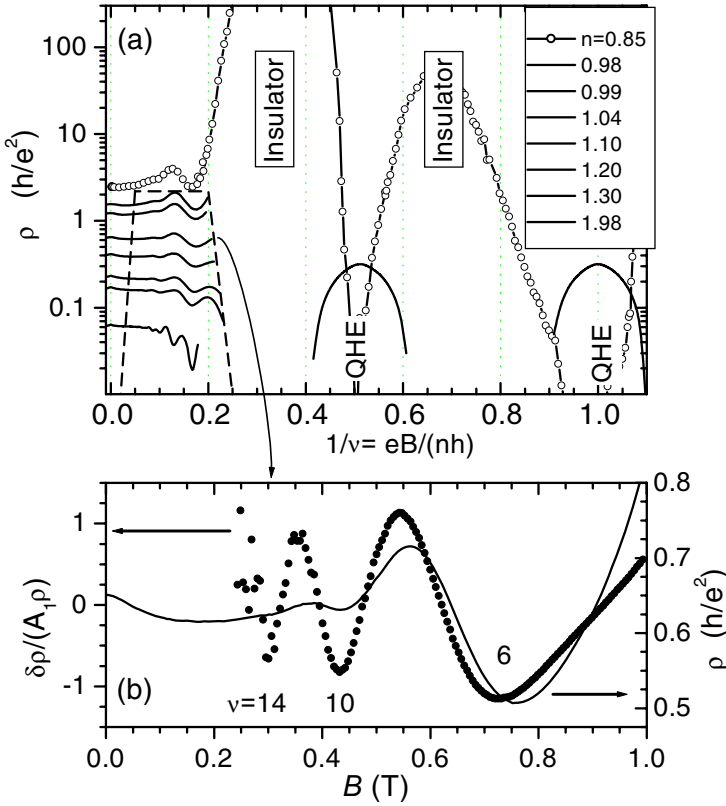 (a)
n=0.85
0.98
0.99
1.04
1.10
1.20
1.30
1.98
100
10
1
0.1
ρ (h/e²)
Insulator
Insulator
QHE
QHE
0.0 0.2 0.4 0.6 0.8 1.0
1/ν= eB/(nh)
(b)
1
0
-1
δρ/(A₁ρ)
0.8
0.7
0.6
0.5
ρ (h/e²)
6
ν=14 10
0.0 0.2 0.4 0.6 0.8 1.0
B (T)